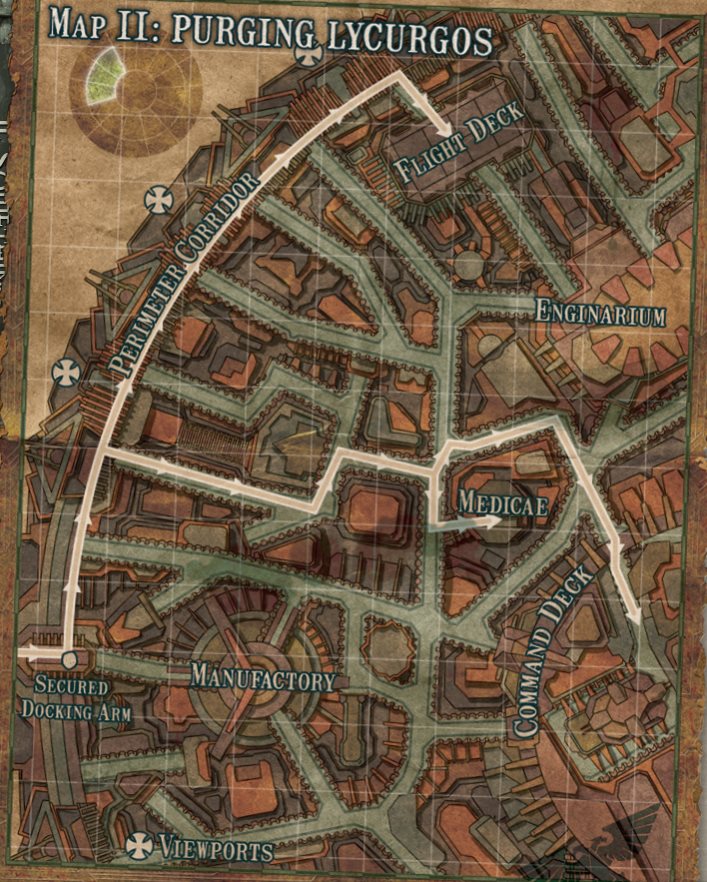 MAP II: PURGING LYCURGOS
FLIGHT DECK
PERIMETER CORRIDOR
ENGINARIUM
MEDICAE
COMMAND DECK
MANUFACTORY
SECURED
DOCKING ARM
VIEWPORTS